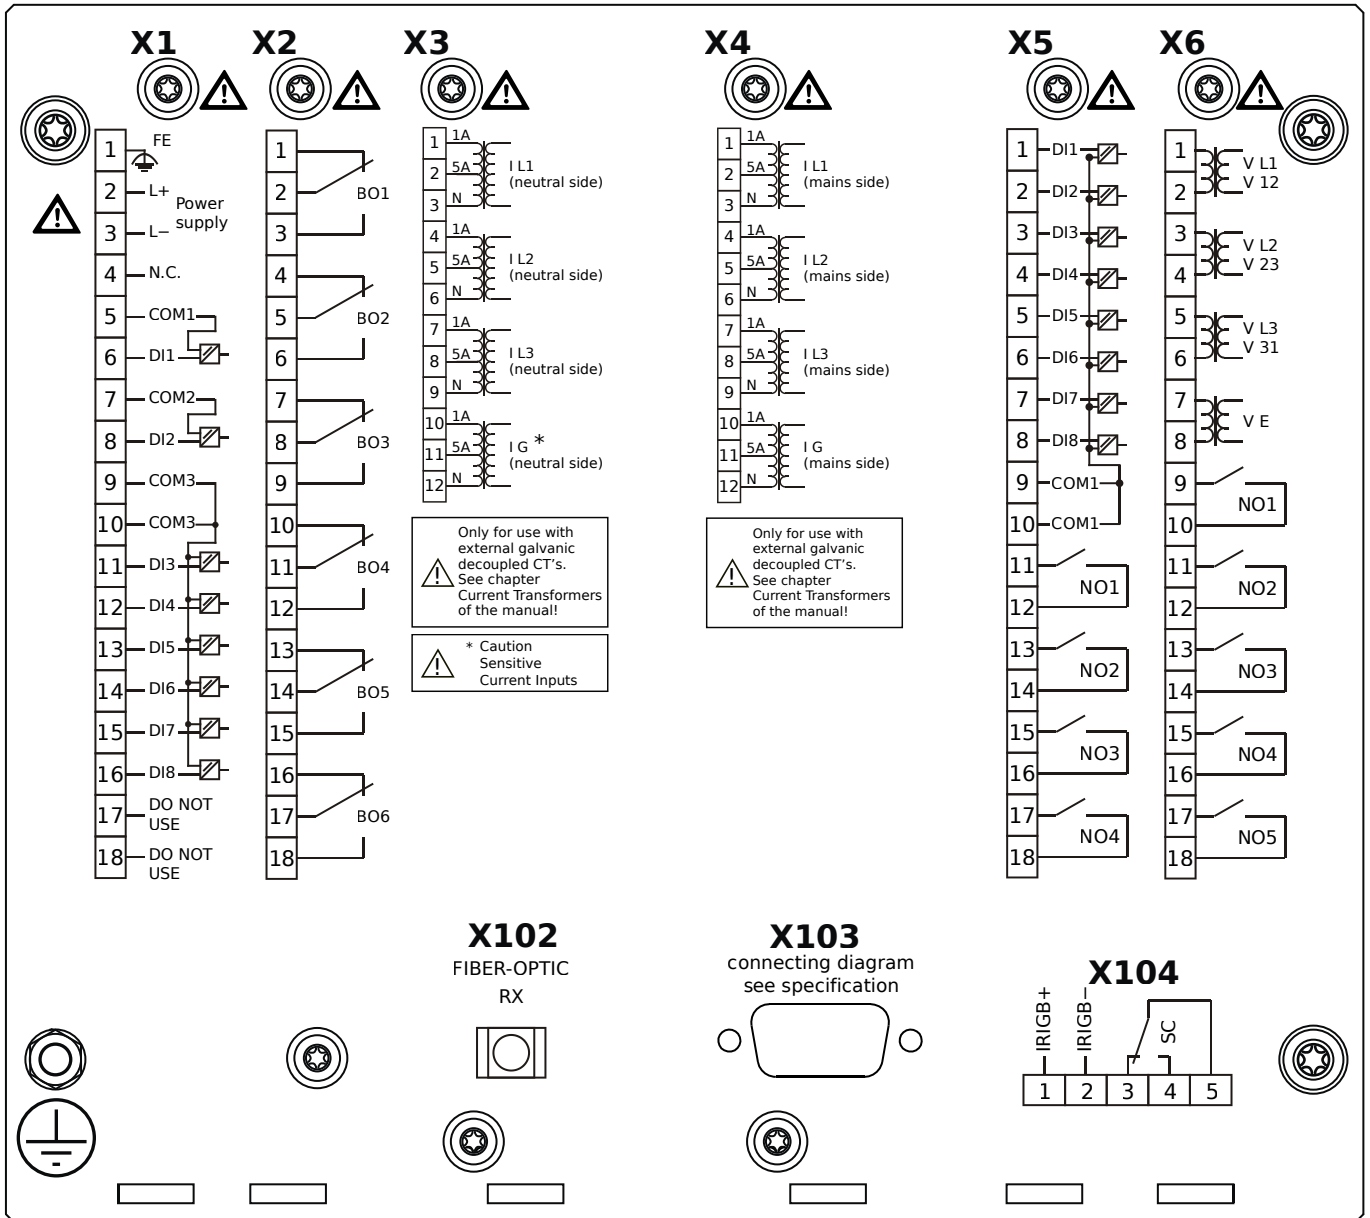 X1
X2
X3
X4
X5
X6
1
FE
2
L+
Power
supply
3
L−
4
N.C.
5
COM1
6
DI1
7
COM2
8
DI2
9
COM3
10
COM3
11
DI3
12
DI4
13
DI5
14
DI6
15
DI7
16
DI8
17
DO NOT
USE
18
DO NOT
USE
1
2
BO1
3
4
5
BO2
6
7
8
BO3
9
10
11
BO4
12
13
14
BO5
15
16
17
BO6
18
1 1A
2 5A
3 N
I L1
(neutral side)
4 1A
5 5A
6 N
I L2
(neutral side)
7 1A
8 5A
9 N
I L3
(neutral side)
10 1A
11 5A
12 N
I G *
(neutral side)
Only for use with
external galvanic
decoupled CT's.
See chapter
Current Transformers
of the manual!
* Caution
Sensitive
Current Inputs
1 1A
2 5A
3 N
I L1
(mains side)
4 1A
5 5A
6 N
I L2
(mains side)
7 1A
8 5A
9 N
I L3
(mains side)
10 1A
11 5A
12 N
I G
(mains side)
Only for use with
external galvanic
decoupled CT's.
See chapter
Current Transformers
of the manual!
1 DI1
2 DI2
3 DI3
4 DI4
5 DI5
6 DI6
7 DI7
8 DI8
9 COM1
10 COM1
11
NO1
12
13
NO2
14
15
NO3
16
17
NO4
18
1
V L1
2
V 12
3
V L2
4
V 23
5
V L3
6
V 31
7
V E
8
9
NO1
10
11
NO2
12
13
NO3
14
15
NO4
16
17
NO5
18
X102
FIBER-OPTIC
RX
X103
connecting diagram
see specification
X104
IRIGB+
IRIGB−
SC
1 2 3 4 5